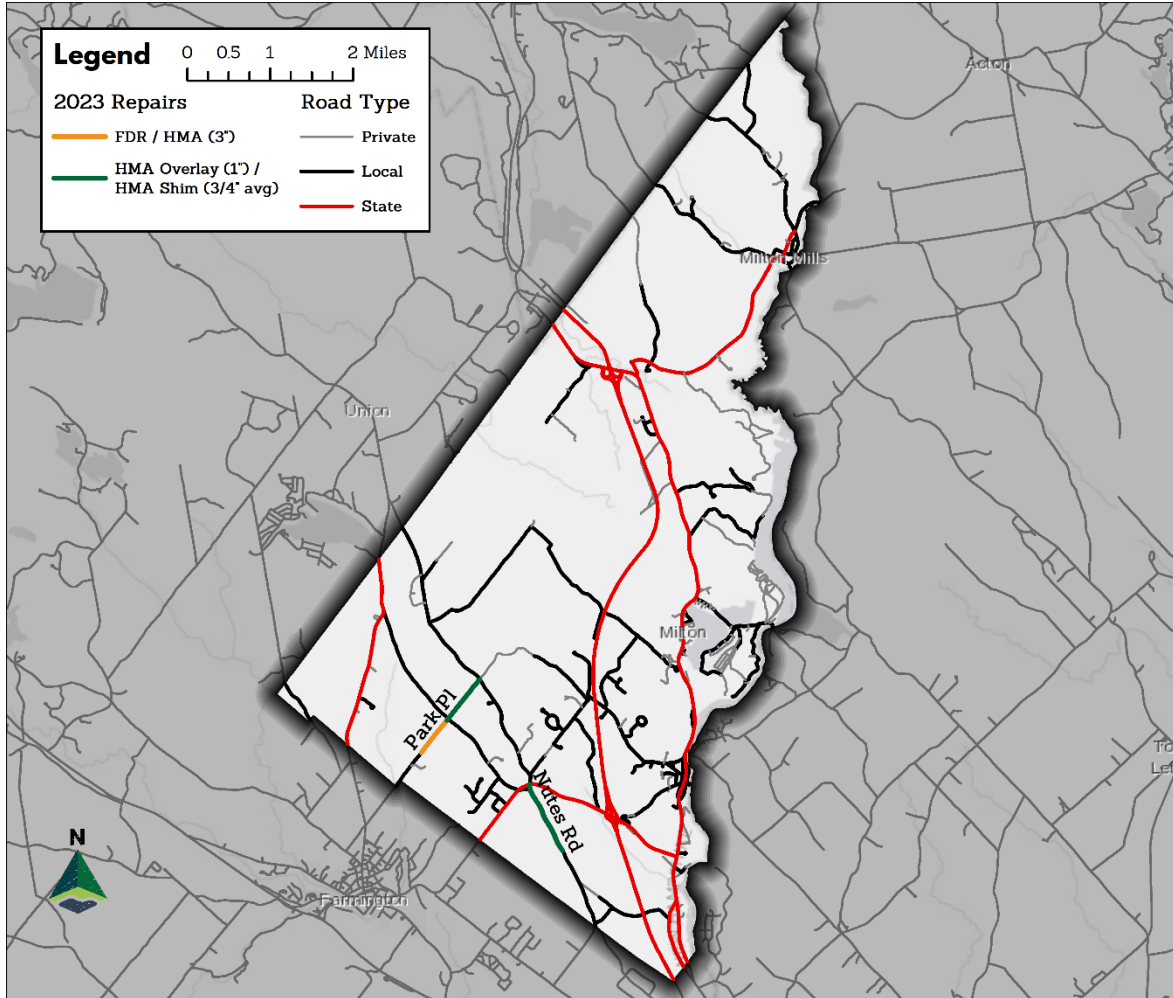 Legend
0 0.5 1 2 Miles
2023 Repairs
FDR / HMA (3")
HMA Overlay (1") /
HMA Shim (3/4" avg)
Road Type
Private
Local
State
Acton
Milton Mills
Union
Milton
Park Pl
Nutes Rd
N
Farmington